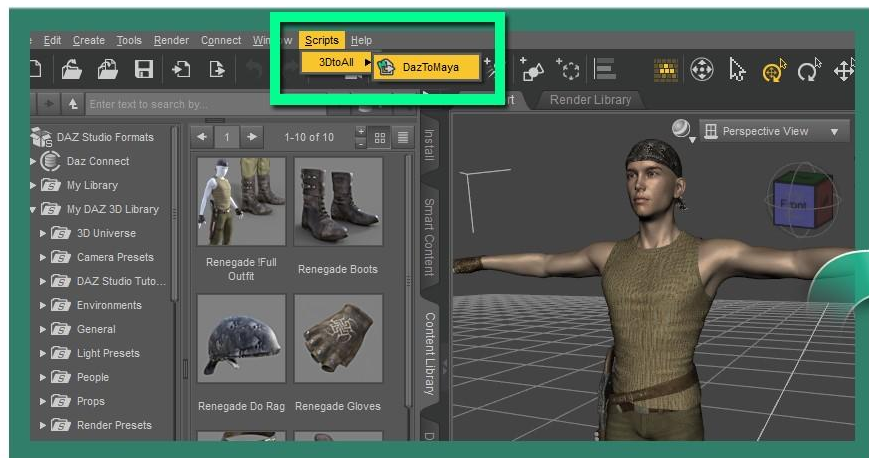 Edit Create Tools Render Connect Window Scripts Help
3DtoAll
DazToMaya
Enter text to search by...
Render Library
DAZ Studio Formats
1
1-10 of 10
Perspective View
Daz Connect
My Library
My DAZ 3D Library
3D Universe
Camera Presets
DAZ Studio Tuto...
Environments
General
Light Presets
People
Props
Render Presets
Renegade !Full
Outfit
Renegade Boots
Renegade Do Rag
Renegade Gloves
Install
Smart Content
Content Library
Front